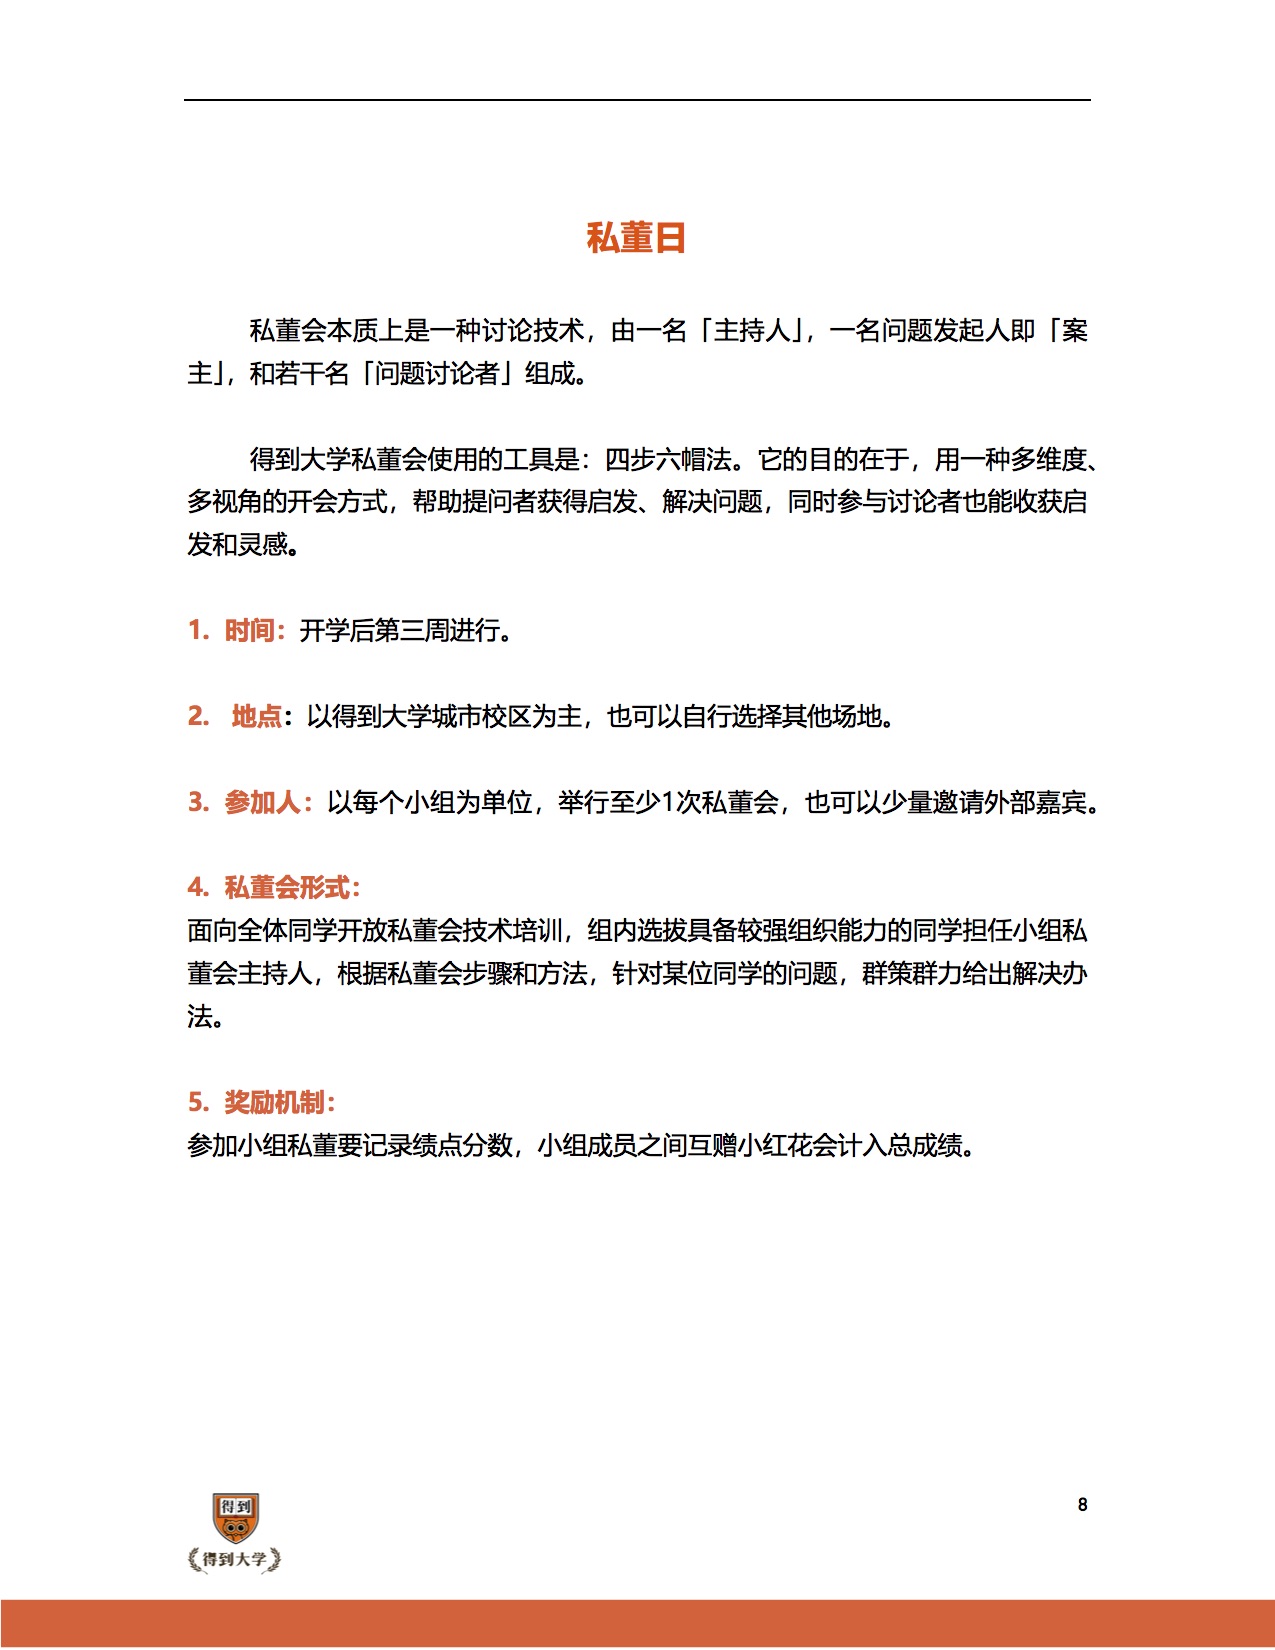 私董日
私董会本质上是一种讨论技术，由一名「主持人」，一名问题发起人即「案
主」，和若干名「问题讨论者」组成。
得到大学私董会使用的工具是：四步六帽法。它的目的在于，用一种多维度、
多视角的开会方式，帮助提问者获得启发、解决问题，同时参与讨论者也能收获启
发和灵感。
1. 时间：开学后第三周进行。
2. 地点：以得到大学城市校区为主，也可以自行选择其他场地。
3. 参加人：以每个小组为单位，举行至少1次私董会，也可以少量邀请外部嘉宾。
4. 私董会形式：
面向全体同学开放私董会技术培训，组内选拔具备较强组织能力的同学担任小组私
董会主持人，根据私董会步骤和方法，针对某位同学的问题，群策群力给出解决办
法。
5. 奖励机制：
参加小组私董要记录绩点分数，小组成员之间互赠小红花会计入总成绩。
得到
得到大学
8